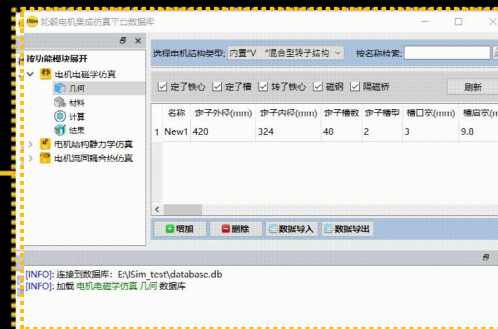 轮毂电机集成仿真平台数据库
按功能模块展开
电机电磁学仿真
几何
材料
计算
结果
电机结构静力学仿真
电机流固耦合热仿真
选择电机结构类型: 内置"V "混合型转子结构
按名称检索:
定子铁心 定子槽 转子铁心 磁钢 隔磁桥
刷新
名称 定子外径(mm) 定子内径(mm) 定子槽数 定子槽型 槽口宽(mm) 槽肩宽(m
1 New1 420 324 48 2 3 9.8
增加 删除 数据导入 数据导出
[INFO]: 连接到数据库: E:\ISim_test\database.db
[INFO]: 加载 电机电磁学仿真 几何 数据库